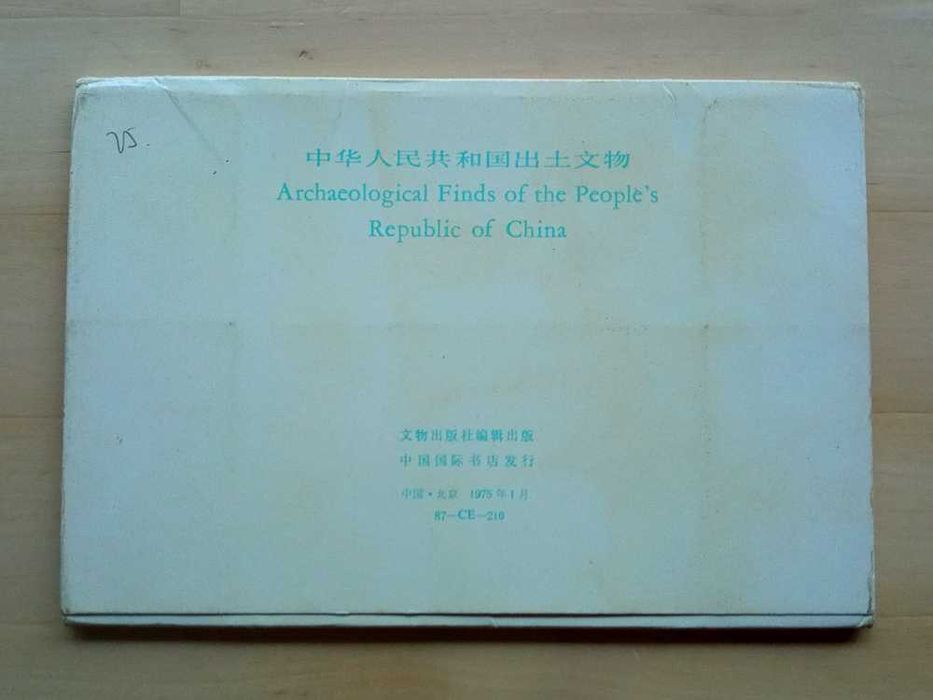 中华人民共和国出土文物
Archaeological Finds of the People's
Republic of China
文物出版社编辑出版
中国国际书店发行
中国·北京 1975年1月
87—CE—210